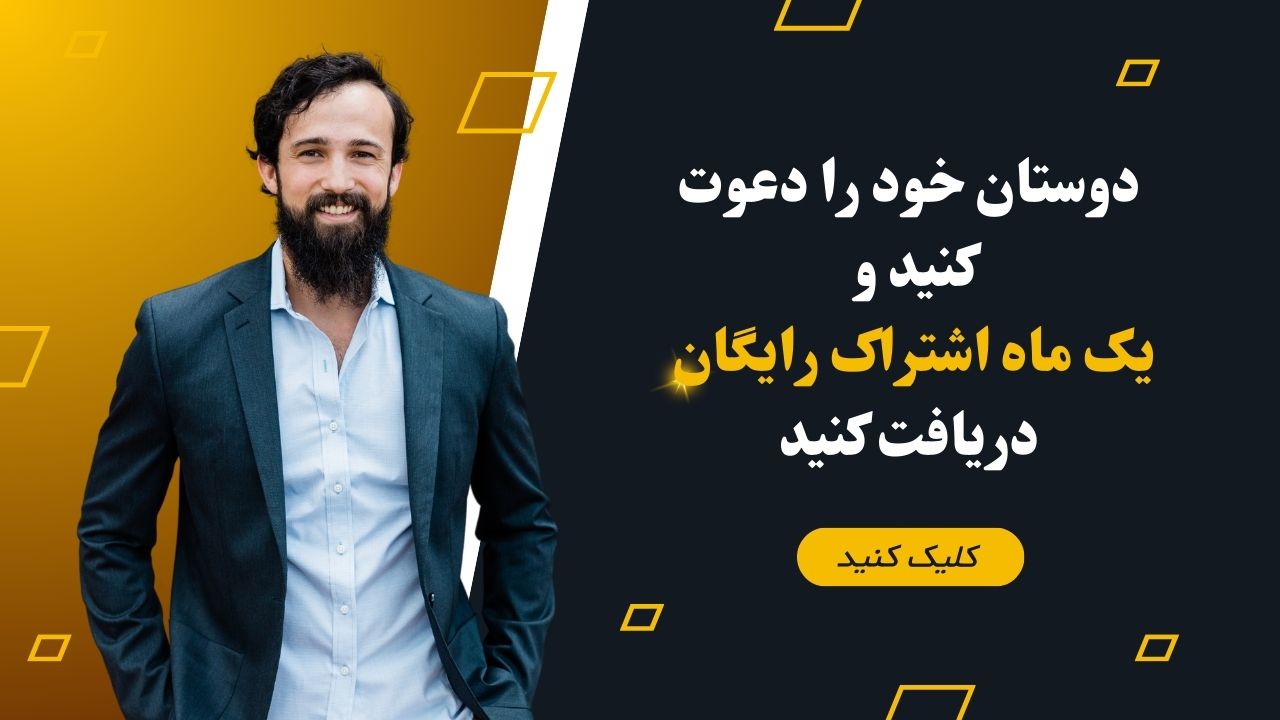 دوستان خود را دعوت
کنید و
یک ماه اشتراک رایگان
دریافت کنید
کلیک کنید